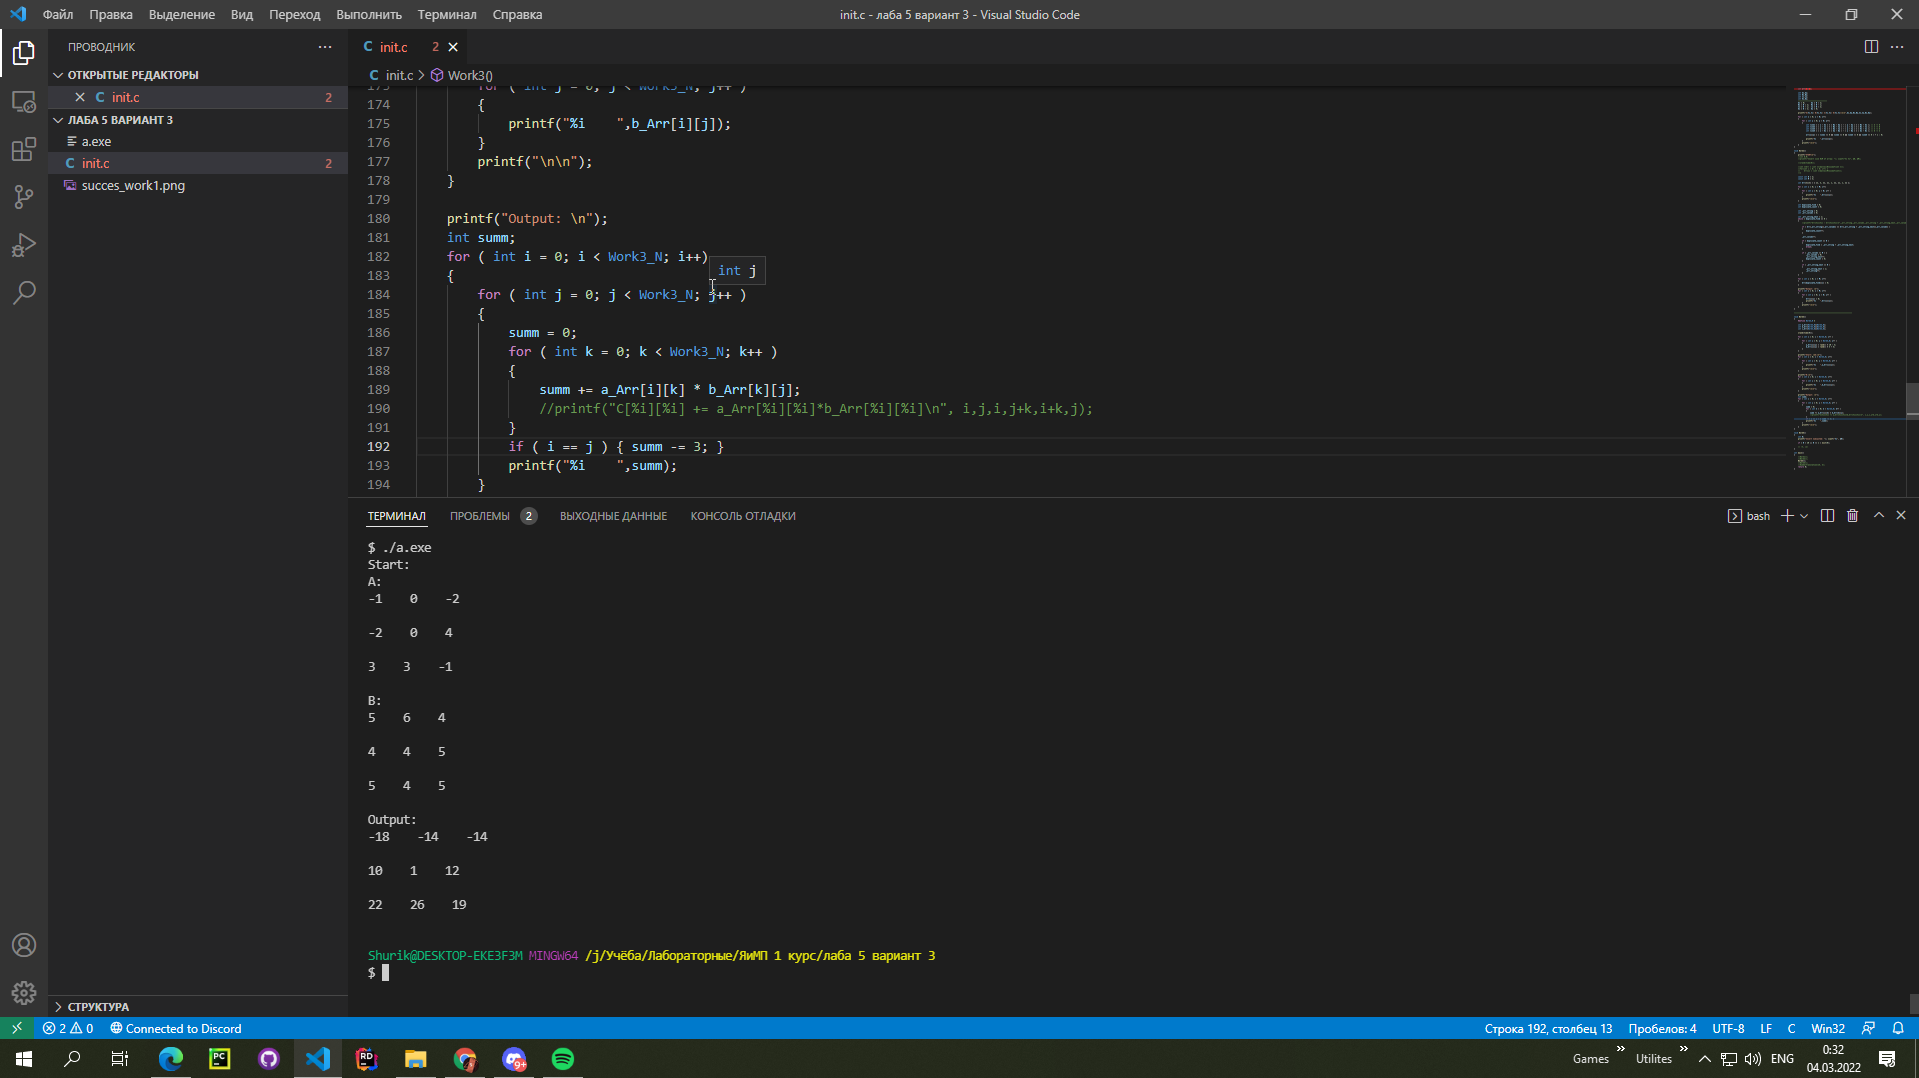 Файл Правка Выделение Вид Переход Выполнить Терминал Справка
init.c - лаба 5 вариант 3 - Visual Studio Code
ПРОВОДНИК
ОТКРЫТЫЕ РЕДАКТОРЫ
C init.c 2
ЛАБА 5 ВАРИАНТ 3
a.exe
C init.c 2
succes_work1.png
СТРУКТУРА
C init.c 2
C init.c > Work3()
173 for ( int j = 0; j < Work3_N; j++ )
174 {
175 printf("%i    ",b_Arr[i][j]);
176 }
177 printf("\n\n");
178 }
179
180 printf("Output: \n");
181 int summ;
182 for ( int i = 0; i < Work3_N; i++)
int j
183 {
184 for ( int j = 0; j < Work3_N; j++ )
185 {
186 summ = 0;
187 for ( int k = 0; k < Work3_N; k++ )
188 {
189 summ += a_Arr[i][k] * b_Arr[k][j];
190 //printf("C[%i][%i] += a_Arr[%i][%i]*b_Arr[%i][%i]\n", i,j,i,j+k,i+k,j);
191 }
192 if ( i == j ) { summ -= 3; }
193 printf("%i    ",summ);
194 }
ТЕРМИНАЛ ПРОБЛЕМЫ 2 ВЫХОДНЫЕ ДАННЫЕ КОНСОЛЬ ОТЛАДКИ
bash
$ ./a.exe
Start:
A:
-1    0    -2
-2    0    4
3    3    -1
B:
5    6    4
4    4    5
5    4    5
Output:
-18    -14    -14
10    1    12
22    26    19
Shurik@DESKTOP-EKE3F3M MINGW64 /j/Учёба/Лабораторные/ЯиМП 1 курс/лаба 5 вариант 3
$
2 0 Connected to Discord
Строка 192, столбец 13 Пробелов: 4 UTF-8 LF C Win32
PC
RD
9+
Games » Utilites » ENG
0:32
04.03.2022